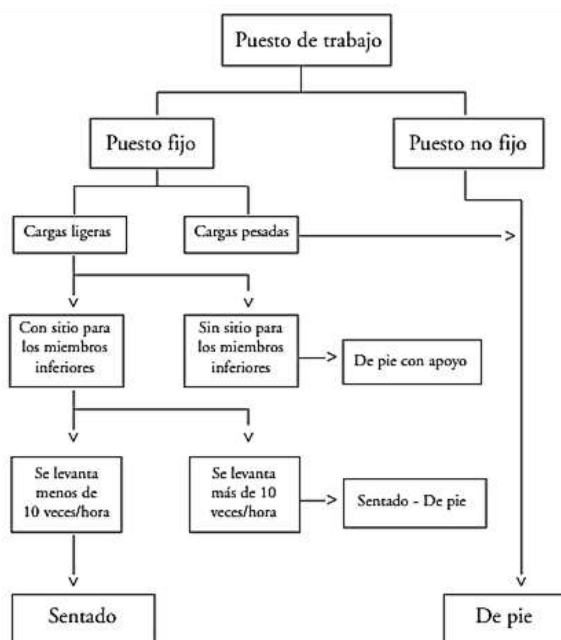 Puesto de trabajo
Puesto fijo
Puesto no fijo
Cargas ligeras
Cargas pesadas
Con sitio para
los miembros
inferiores
Sin sitio para
los miembros
inferiores
De pie con apoyo
Se levanta
menos de
10 veces/hora
Se levanta
más de 10
veces/hora
Sentado - De pie
Sentado
De pie